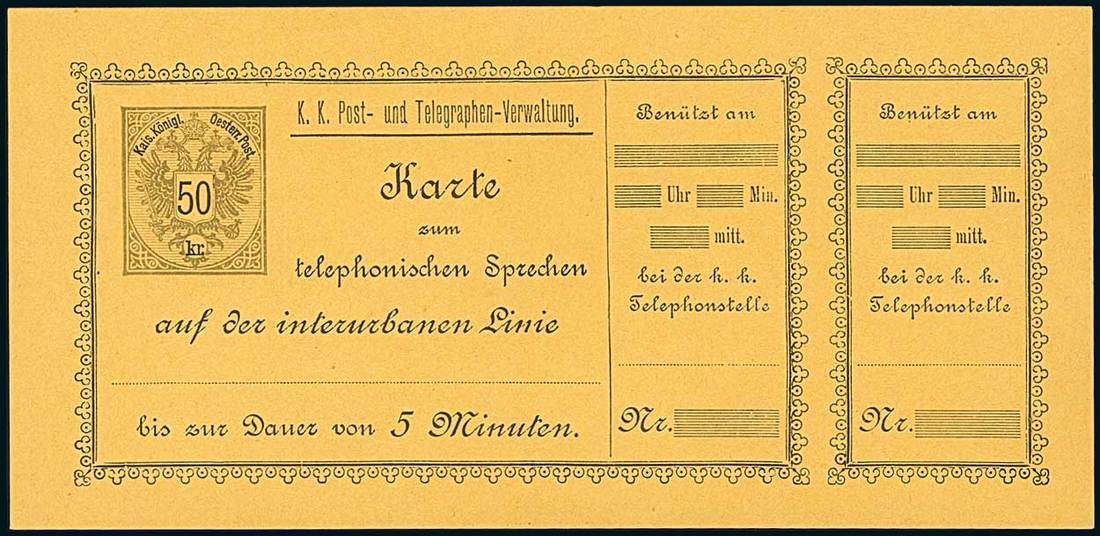 Kais. Königl. Oesterr. Post.
50
kr.
K. K. Post- und Telegraphen-Verwaltung.
Karte
zum
telephonischen Sprechen
auf der interurbanen Linie
bis zur Dauer von 5 Minuten.
Benützt am
Uhr Min.
mitt.
bei der k. k.
Telephonstelle
Nr.
Benützt am
Uhr Min.
mitt.
bei der k. k.
Telephonstelle
Nr.